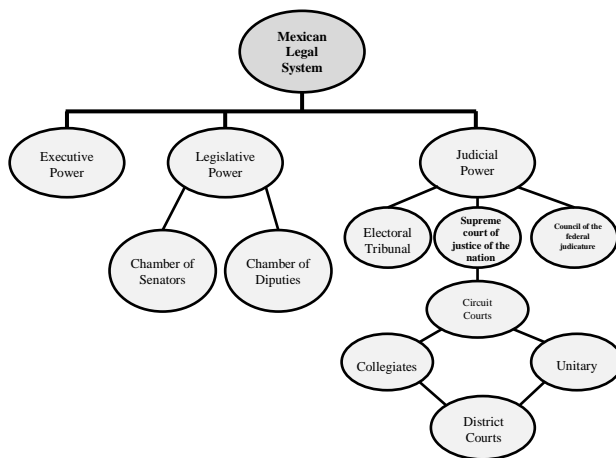 Mexican
Legal
System
Executive
Power
Legislative
Power
Judicial
Power
Chamber of
Senators
Chamber of
Diputies
Electoral
Tribunal
Supreme
court of
justice of the
nation
Council of the
federal
judicature
Circuit
Courts
Collegiates
Unitary
District
Courts